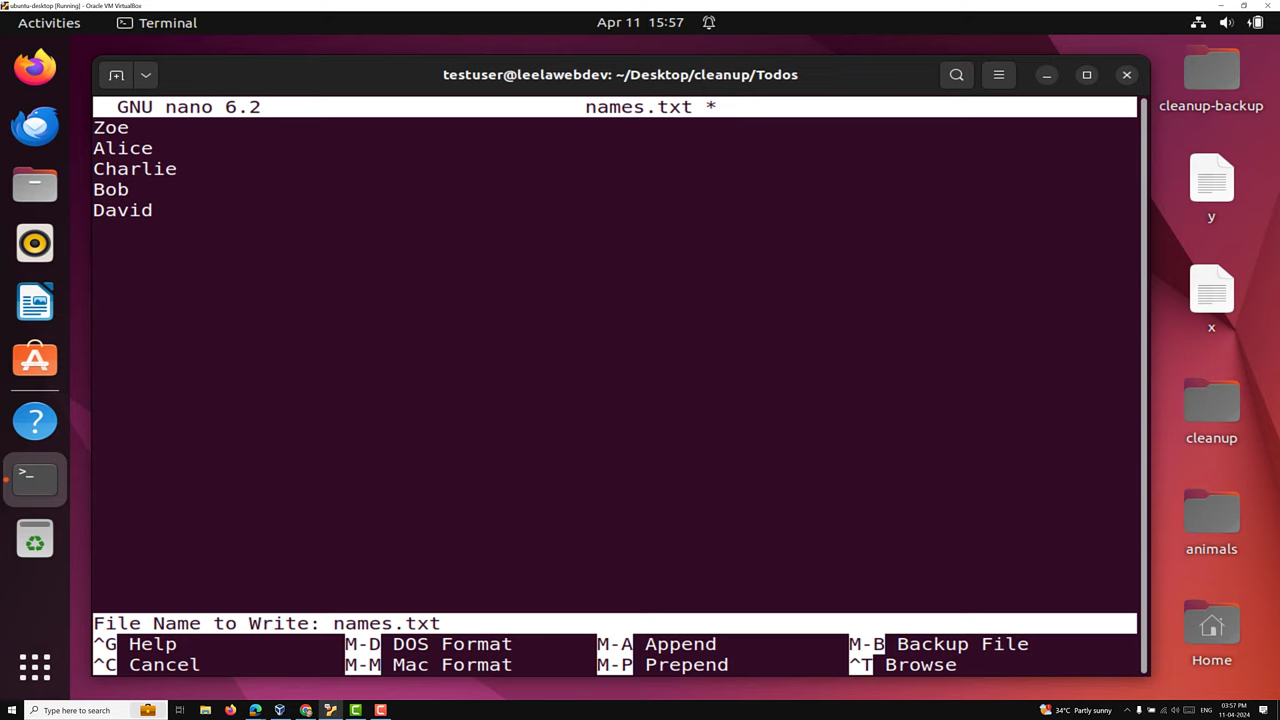 ubuntu-desktop [Running] - Oracle VM VirtualBox
Activities
Terminal
Apr 11 15:57
testuser@leelawebdev: ~/Desktop/cleanup/Todos
GNU nano 6.2
names.txt *
Zoe
Alice
Charlie
Bob
David
File Name to Write: names.txt
^G Help
M-D DOS Format
M-A Append
M-B Backup File
^C Cancel
M-M Mac Format
M-P Prepend
^T Browse
cleanup-backup
y
x
cleanup
animals
Home
Type here to search
34°C Partly sunny
ENG
03:57 PM
11-04-2024